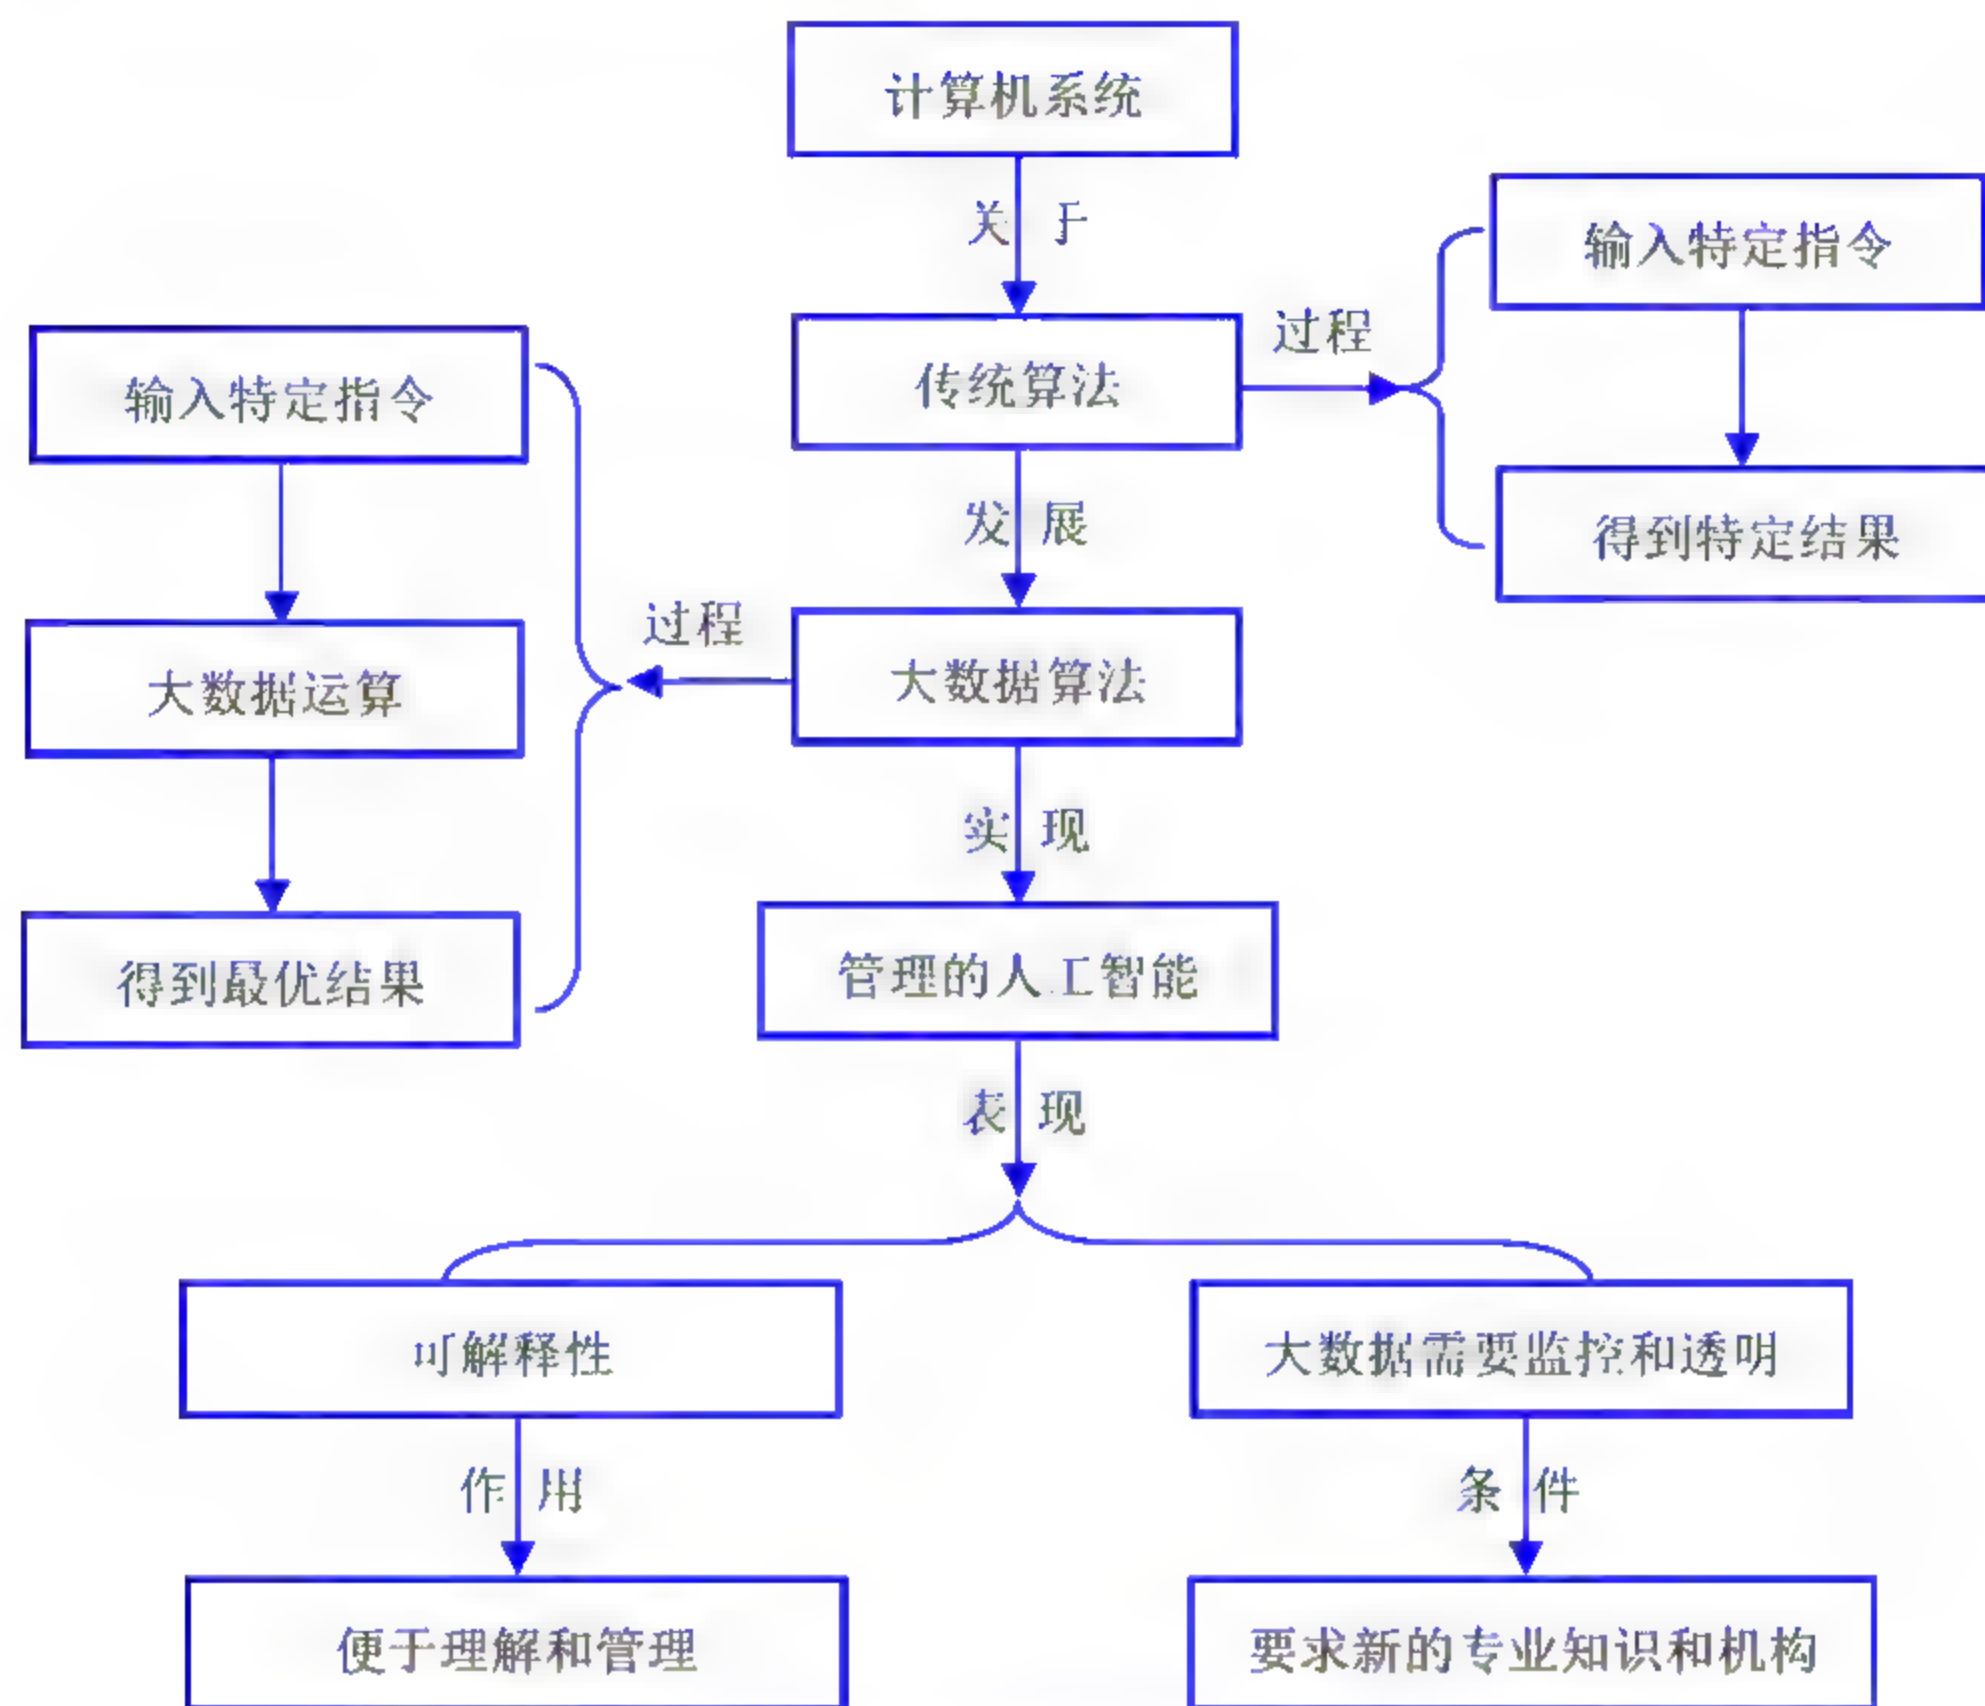 计算机系统
关于
输入特定指令
过程
输入特定指令
传统算法
发展
得到特定结果
过程
大数据运算
大数据算法
实现
得到最优结果
管理的人工智能
表现
可解释性
大数据需要监控和透明
作用
条件
便于理解和管理
要求新的专业知识和机构